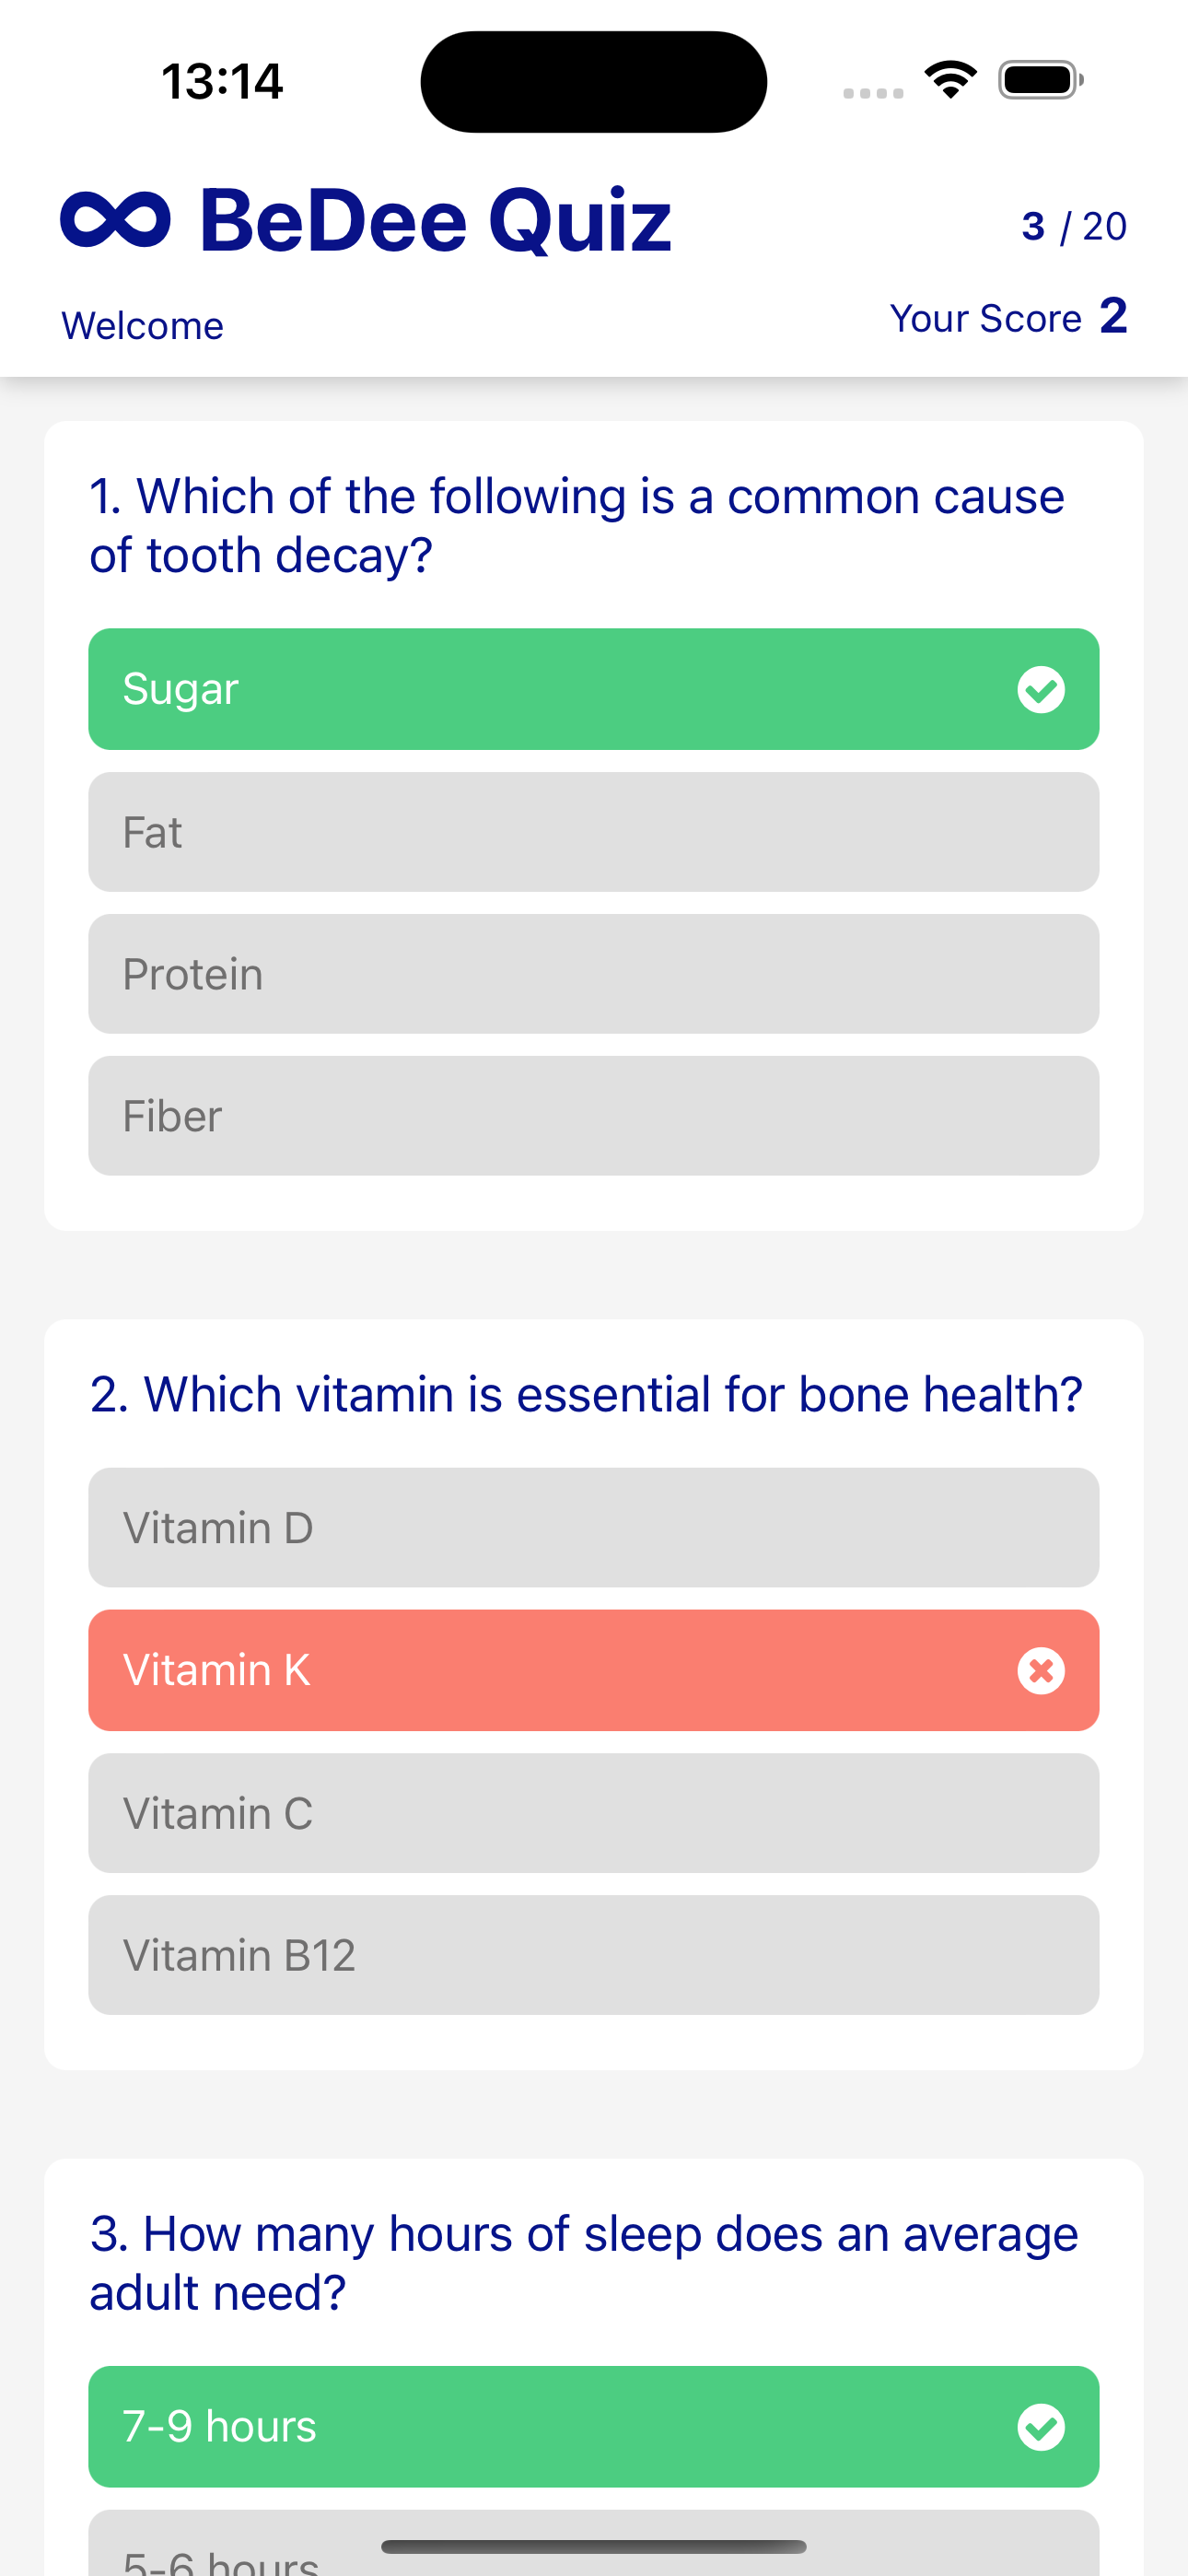 13:14
BeDee Quiz
3 / 20
Welcome
Your Score 2
1. Which of the following is a common cause
of tooth decay?
Sugar
Fat
Protein
Fiber
2. Which vitamin is essential for bone health?
Vitamin D
Vitamin K
Vitamin C
Vitamin B12
3. How many hours of sleep does an average
adult need?
7-9 hours
5-6 hours